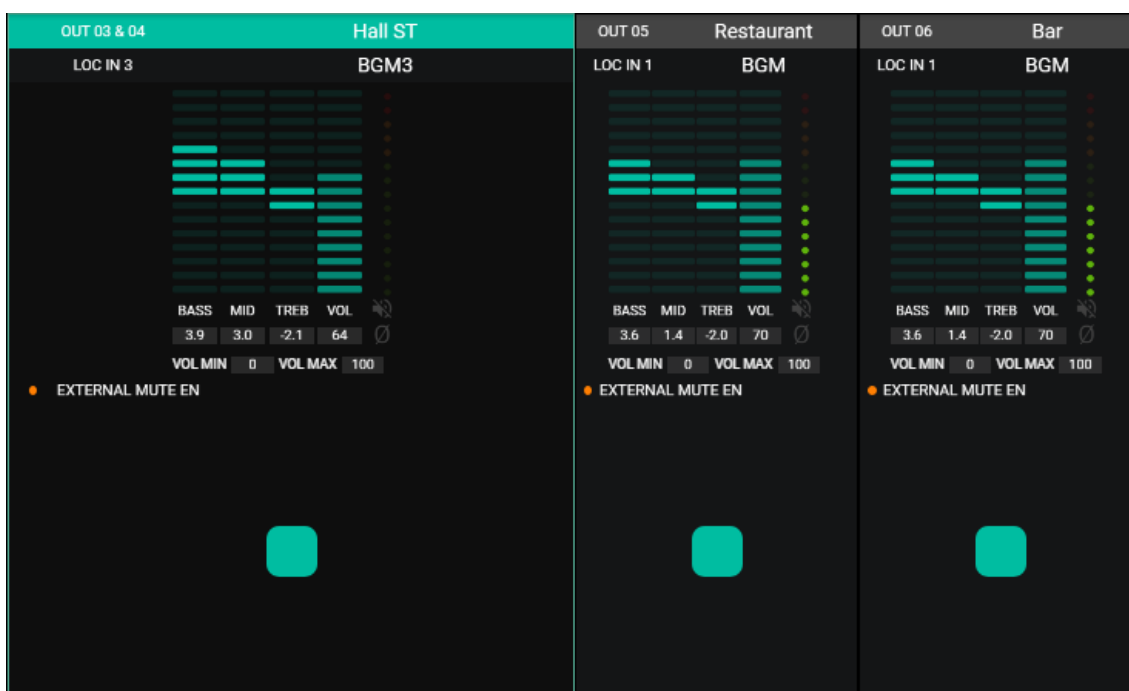 OUT 03 & 04 Hall ST
LOC IN 3 BGM3
BASS MID TREB VOL
3.9 3.0 -2.1 64 Ø
VOL MIN 0 VOL MAX 100
EXTERNAL MUTE EN
OUT 05 Restaurant
LOC IN 1 BGM
BASS MID TREB VOL
3.6 1.4 -2.0 70 Ø
VOL MIN 0 VOL MAX 100
EXTERNAL MUTE EN
OUT 06 Bar
LOC IN 1 BGM
BASS MID TREB VOL
3.6 1.4 -2.0 70 Ø
VOL MIN 0 VOL MAX 100
EXTERNAL MUTE EN